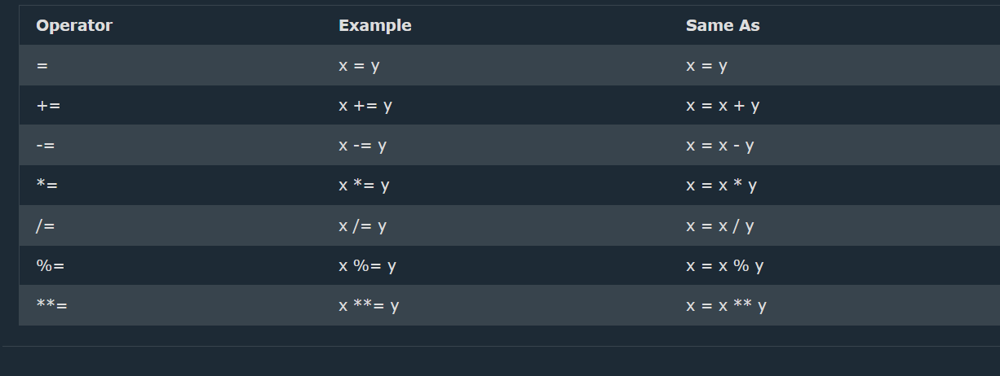 Operator Example Same As
= x = y x = y
+= x += y x = x + y
-= x -= y x = x - y
*= x *= y x = x * y
/= x /= y x = x / y
%= x %= y x = x % y
**= x **= y x = x ** y